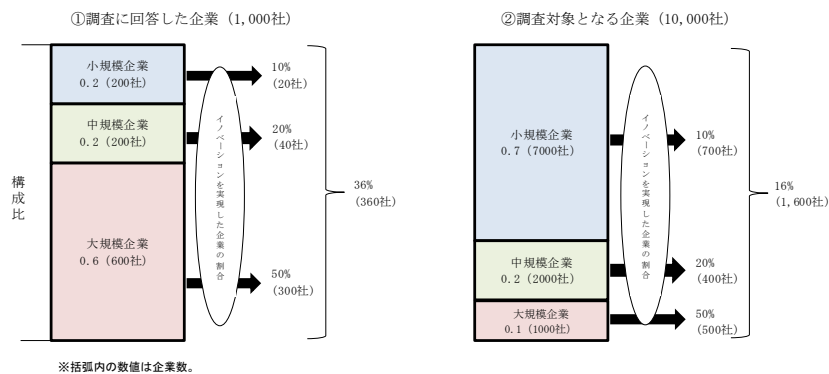 ①調査に回答した企業（1,000社）
小規模企業
0.2（200社）
中規模企業
0.2（200社）
大規模企業
0.6（600社）
構成比
イノベーションを実現した企業の割合
10%
（20社）
20%
（40社）
50%
（300社）
36%
（360社）
②調査対象となる企業（10,000社）
小規模企業
0.7（7000社）
中規模企業
0.2（2000社）
大規模企業
0.1（1000社）
イノベーションを実現した企業の割合
10%
（700社）
20%
（400社）
50%
（500社）
16%
（1,600社）
※括弧内の数値は企業数。